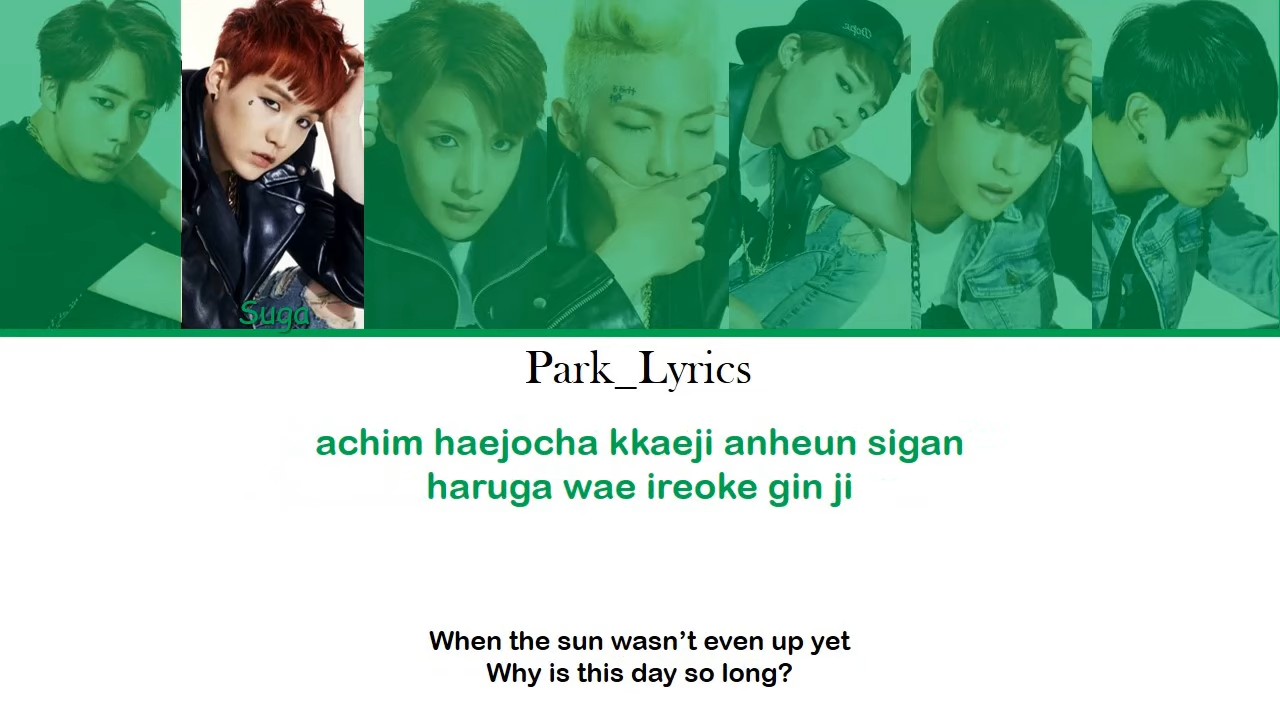 Suga
Park_Lyrics
achim haejocha kkaeji anheun sigan
haruga wae ireoke gin ji
When the sun wasn’t even up yet
Why is this day so long?